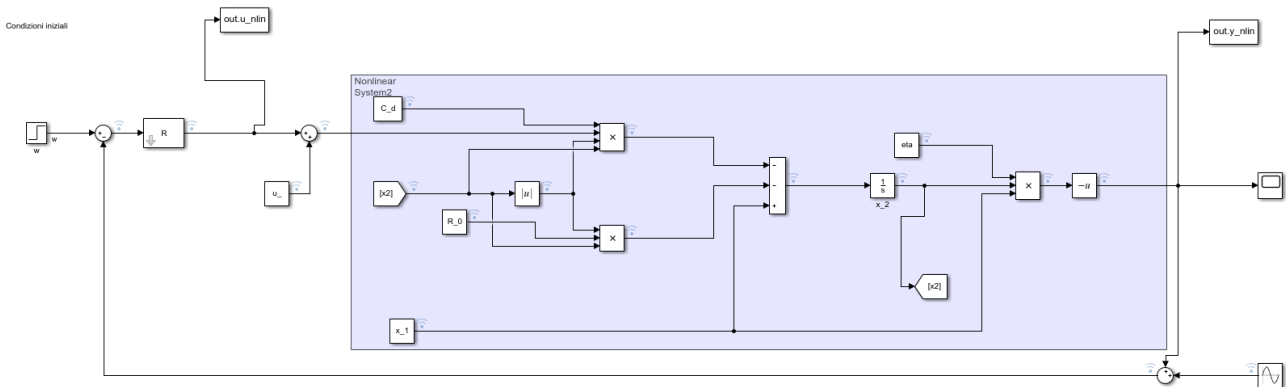 Condizioni iniziali
out.u_nlin
out.y_nlin
Nonlinear
System2
C_d
w
w
R
×
eta
u_
[x2]
|u|
1
s
x_2
×
-u
R_0
×
[x2]
x_1